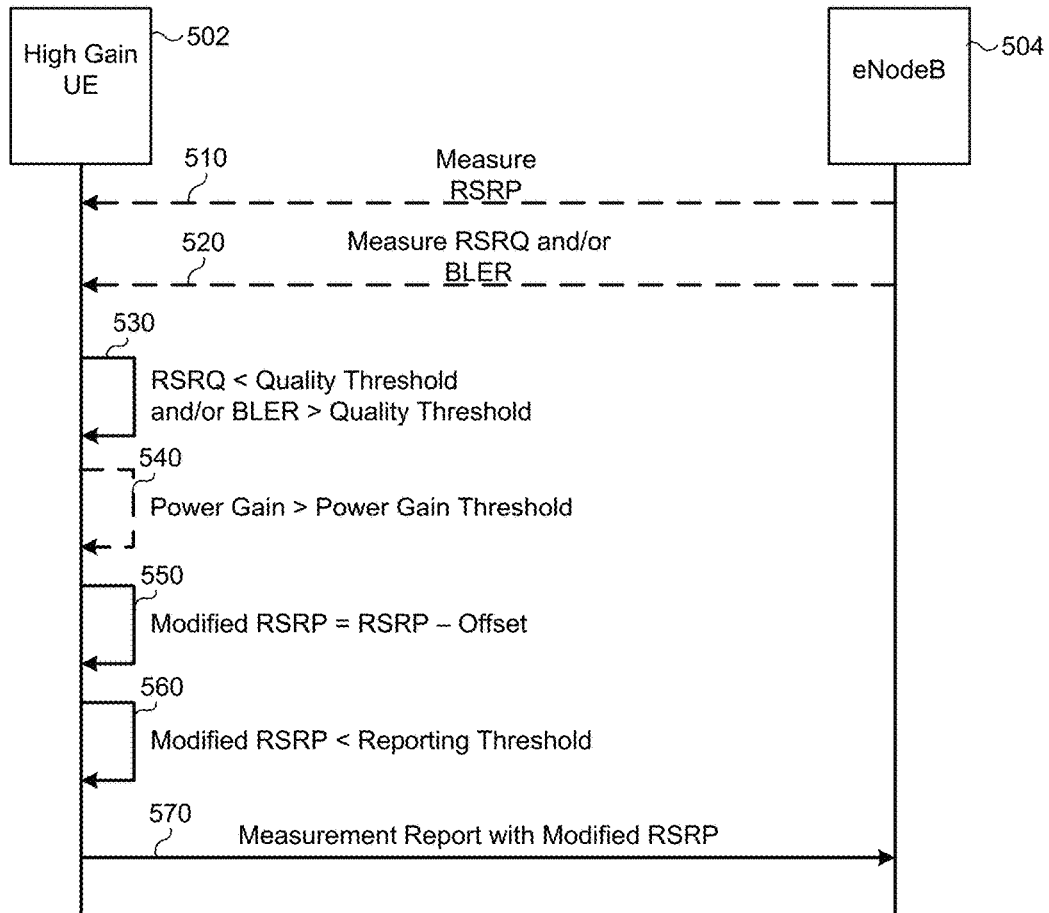 High Gain
UE
502
eNodeB
504
510
Measure
RSRP
520
Measure RSRQ and/or
BLER
530
RSRQ < Quality Threshold
and/or BLER > Quality Threshold
540
Power Gain > Power Gain Threshold
550
Modified RSRP = RSRP – Offset
560
Modified RSRP < Reporting Threshold
570
Measurement Report with Modified RSRP